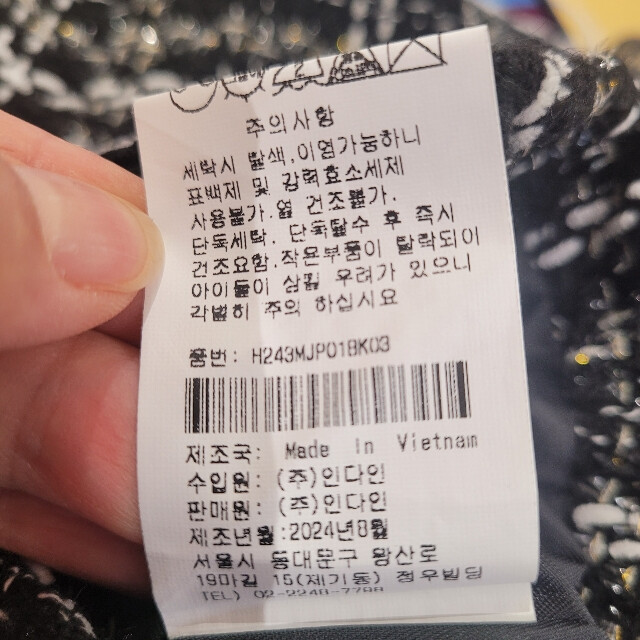 주의사항
세탁시 탈색,이염가능하니
표백제 및 강력효소세제
사용불가.열 건조불가.
단독세탁. 단독탈수 후 즉시
건조요함.작은부품이 탈락되이
아이들이 삼킬 우려가 있으니
각별히 주의 하십시요
품번: H243MJP018K03
제조국: Made in Vietnam
수입원: (주)인다인
판매원: (주)인다인
제조년월:2024년8월
서울시 동대문구 왕산로
19마길 15(제기동) 정우빌딩
TEL) 02-2248-7798